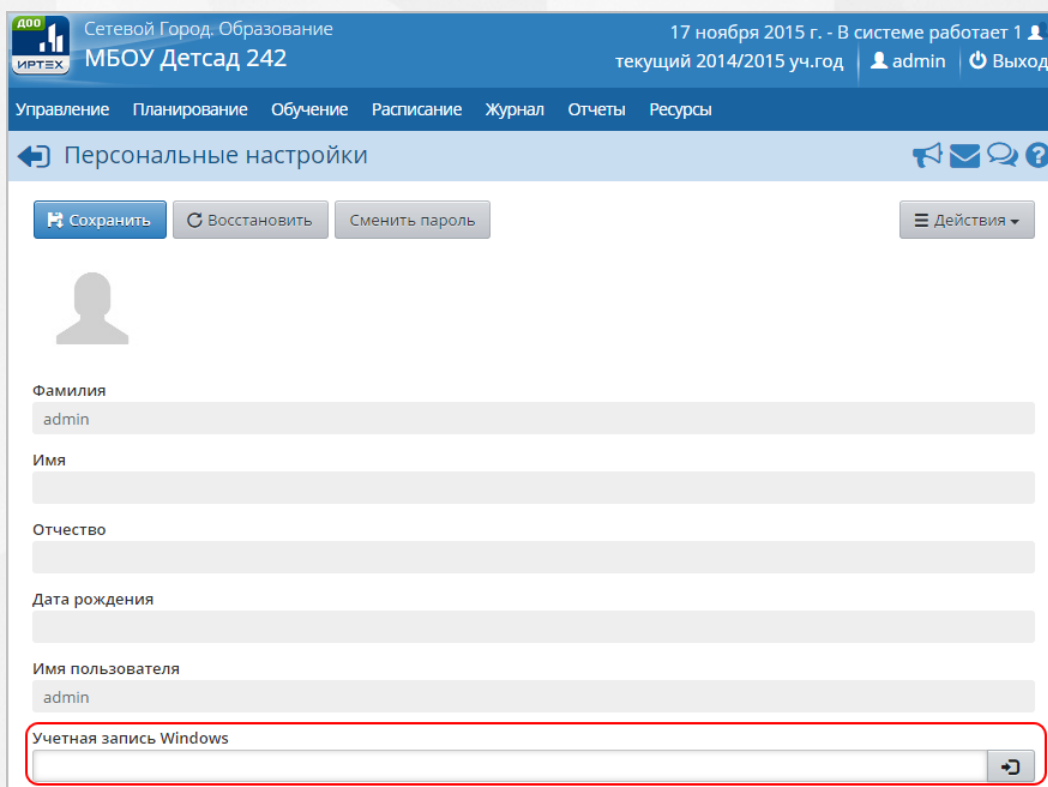 ДОО
ИРТЕХ
Сетевой Город. Образование
МБОУ Детсад 242
17 ноября 2015 г. - В системе работает 1
текущий 2014/2015 уч.год admin Выход
Управление Планирование Обучение Расписание Журнал Отчеты Ресурсы
Персональные настройки
Сохранить Восстановить Сменить пароль Действия
Фамилия
admin
Имя
Отчество
Дата рождения
Имя пользователя
admin
Учетная запись Windows